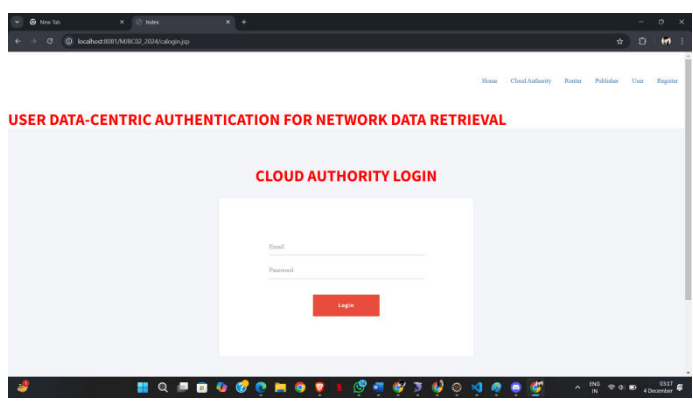 New Tab
Index
localhost:8001/MJBC02_2024/calogin.jsp
Home Cloud Authority Router Publisher User Register
USER DATA-CENTRIC AUTHENTICATION FOR NETWORK DATA RETRIEVAL
CLOUD AUTHORITY LOGIN
Email
Password
Login
ENG
IN
03:17
4 December